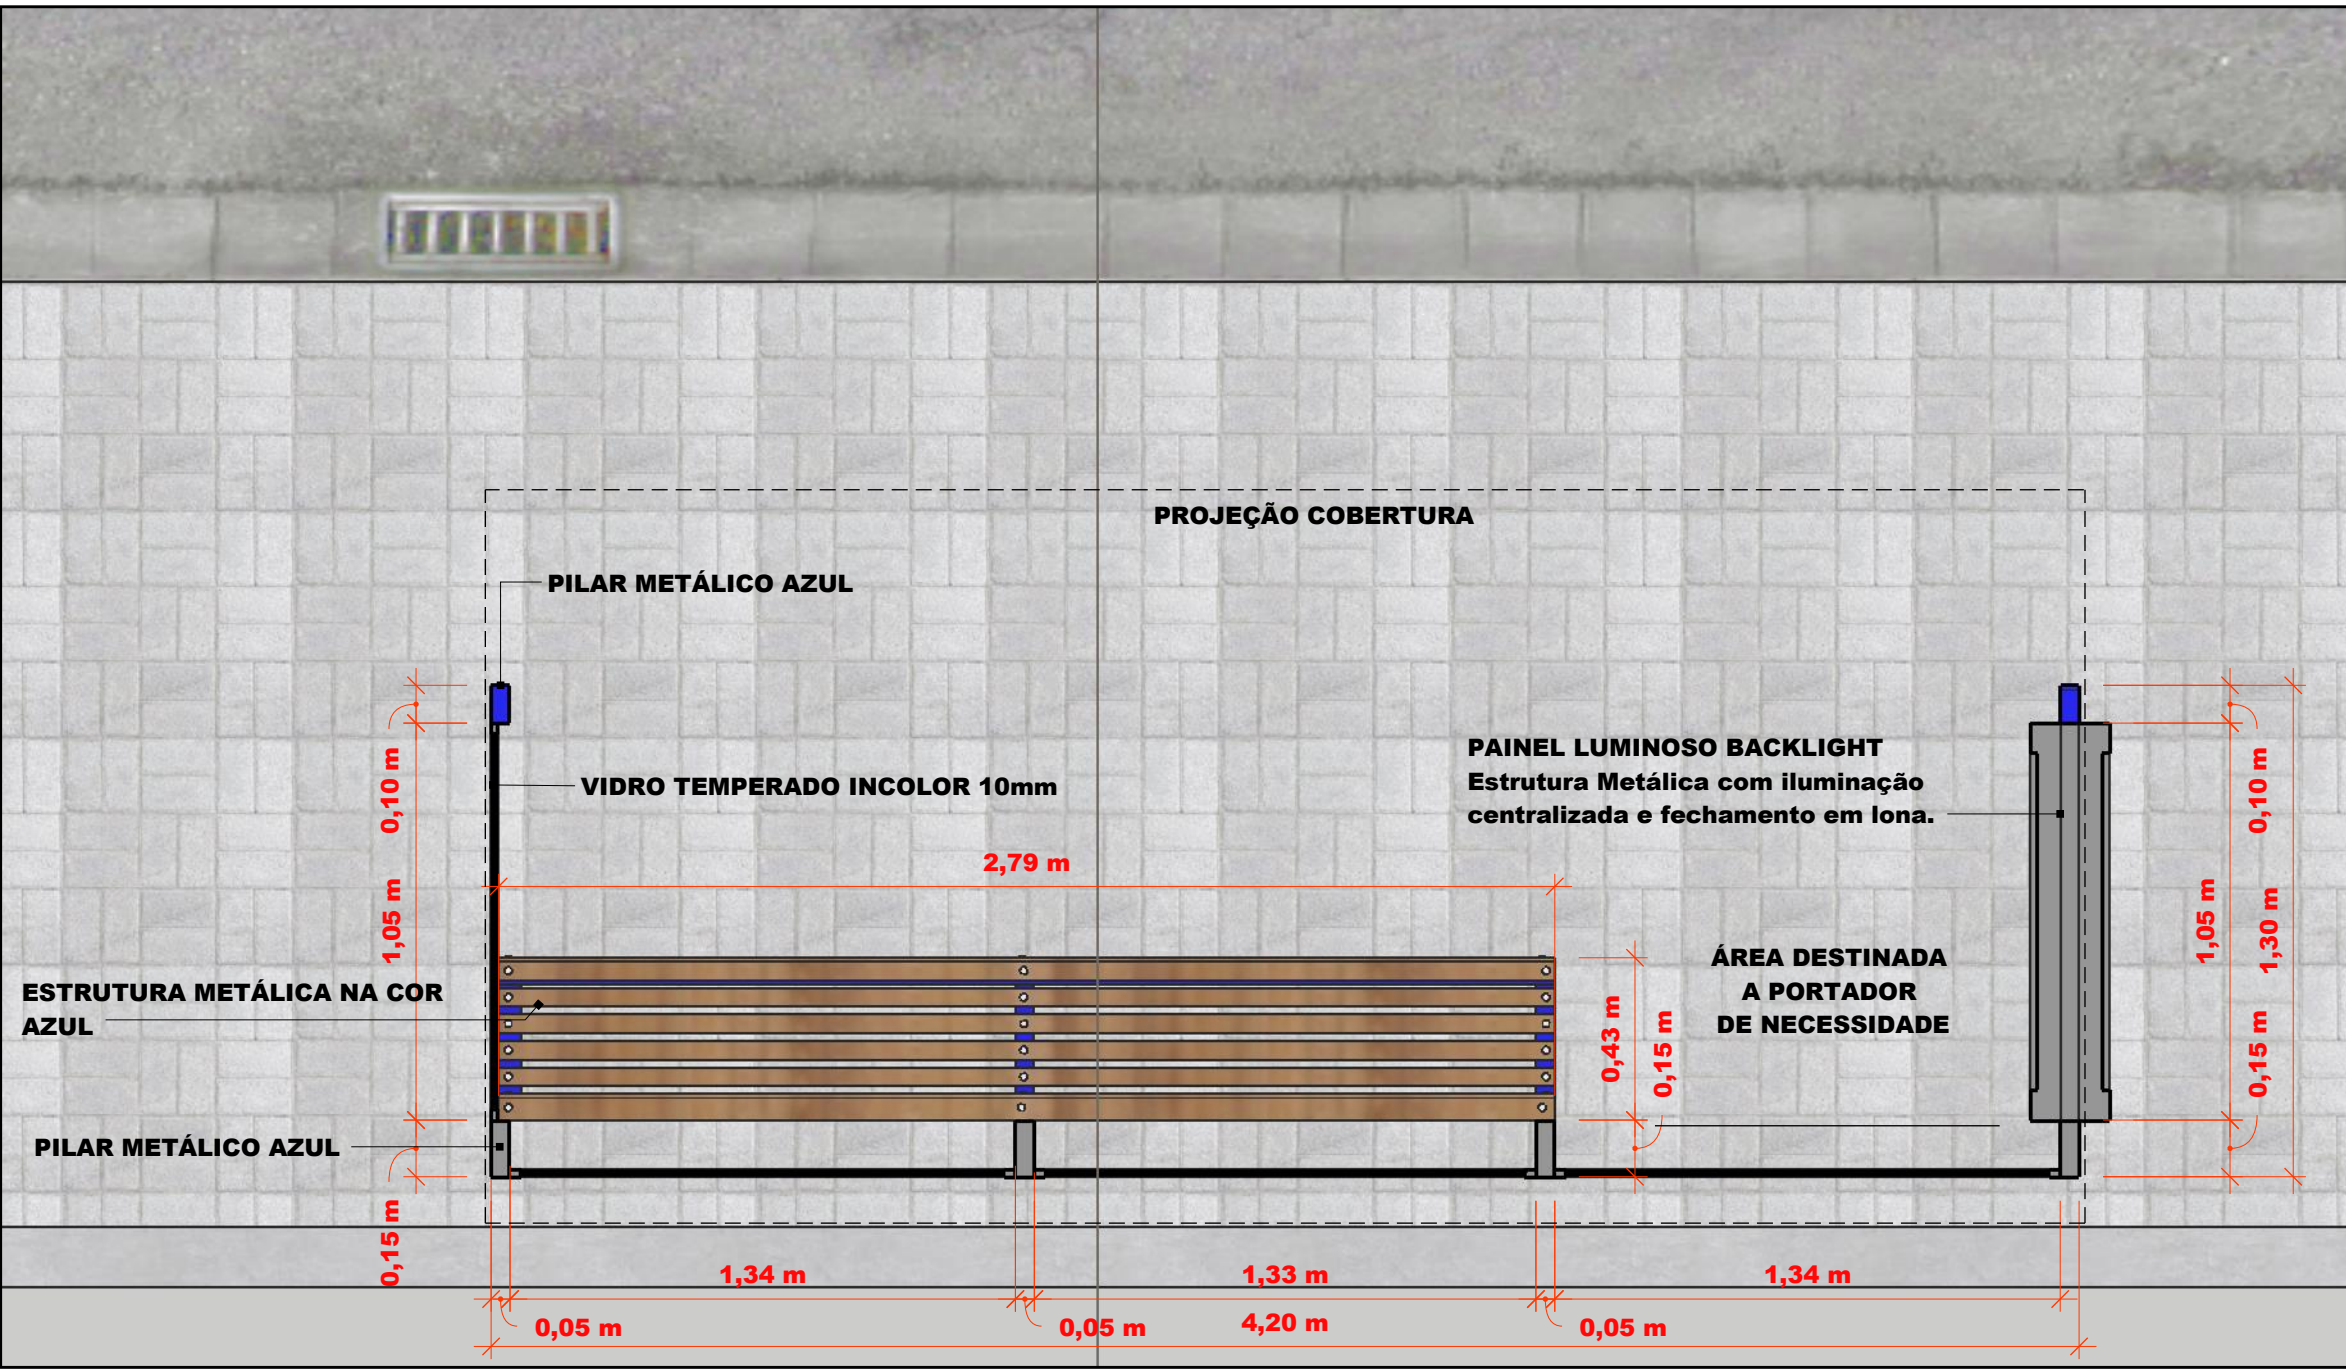 PROJEÇÃO COBERTURA
PILAR METÁLICO AZUL
PAINEL LUMINOSO BACKLIGHT
Estrutura Metálica com iluminação
centralizada e fechamento em lona.
VIDRO TEMPERADO INCOLOR 10mm
0,10 m
0,10 m
2,79 m
1,05 m
1,05 m
1,30 m
ÁREA DESTINADA
A PORTADOR
DE NECESSIDADE
ESTRUTURA METÁLICA NA COR
AZUL
0,43 m
0,15 m
0,15 m
PILAR METÁLICO AZUL
0,15 m
1,34 m
1,33 m
1,34 m
0,05 m
0,05 m
4,20 m
0,05 m